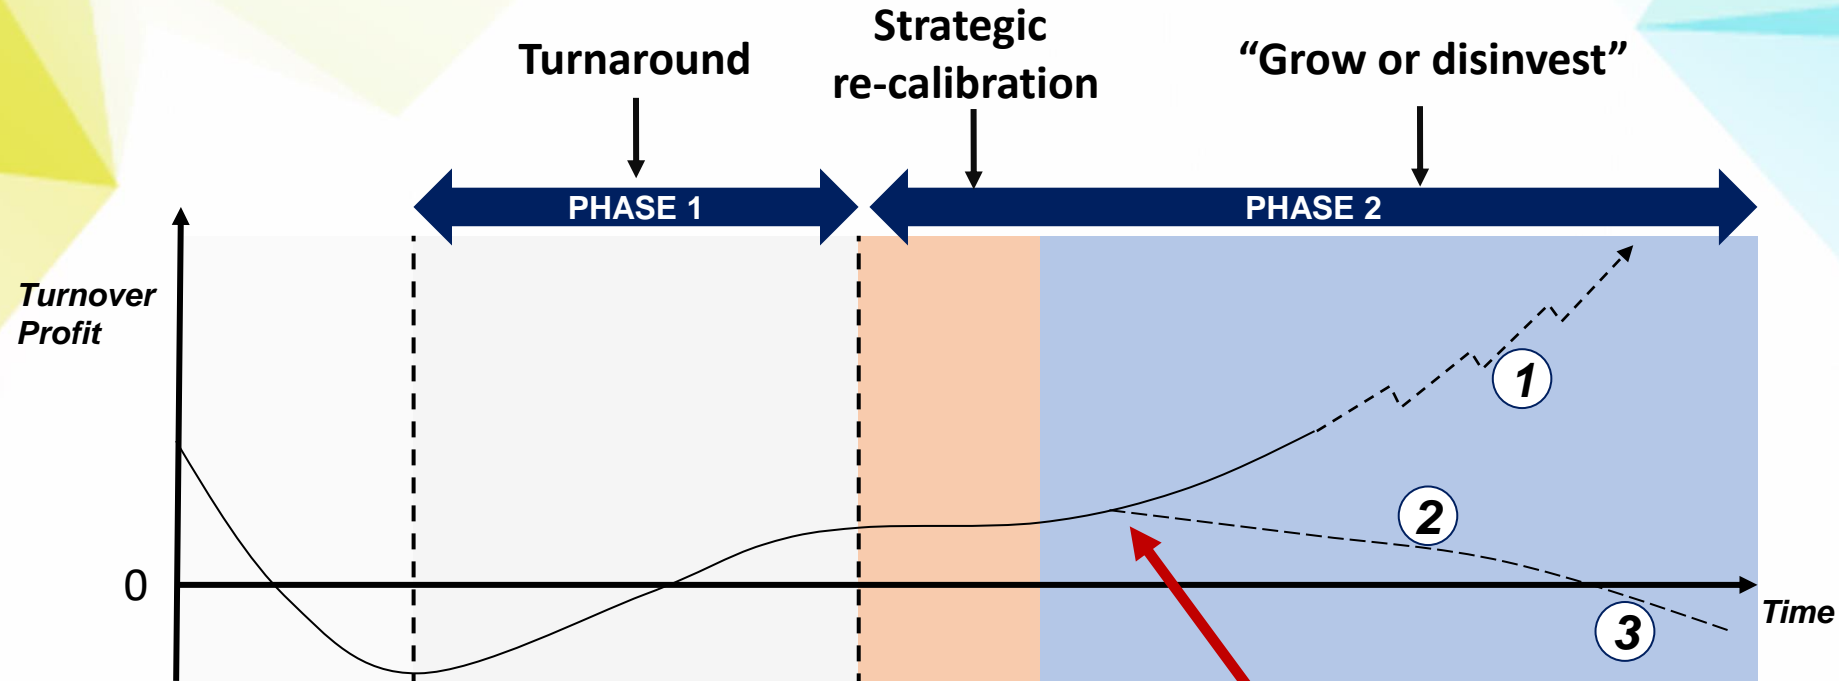 Strategic
re-calibration
Turnaround
“Grow or disinvest”
PHASE 1
PHASE 2
Turnover
Profit
1
2
0
Time
3